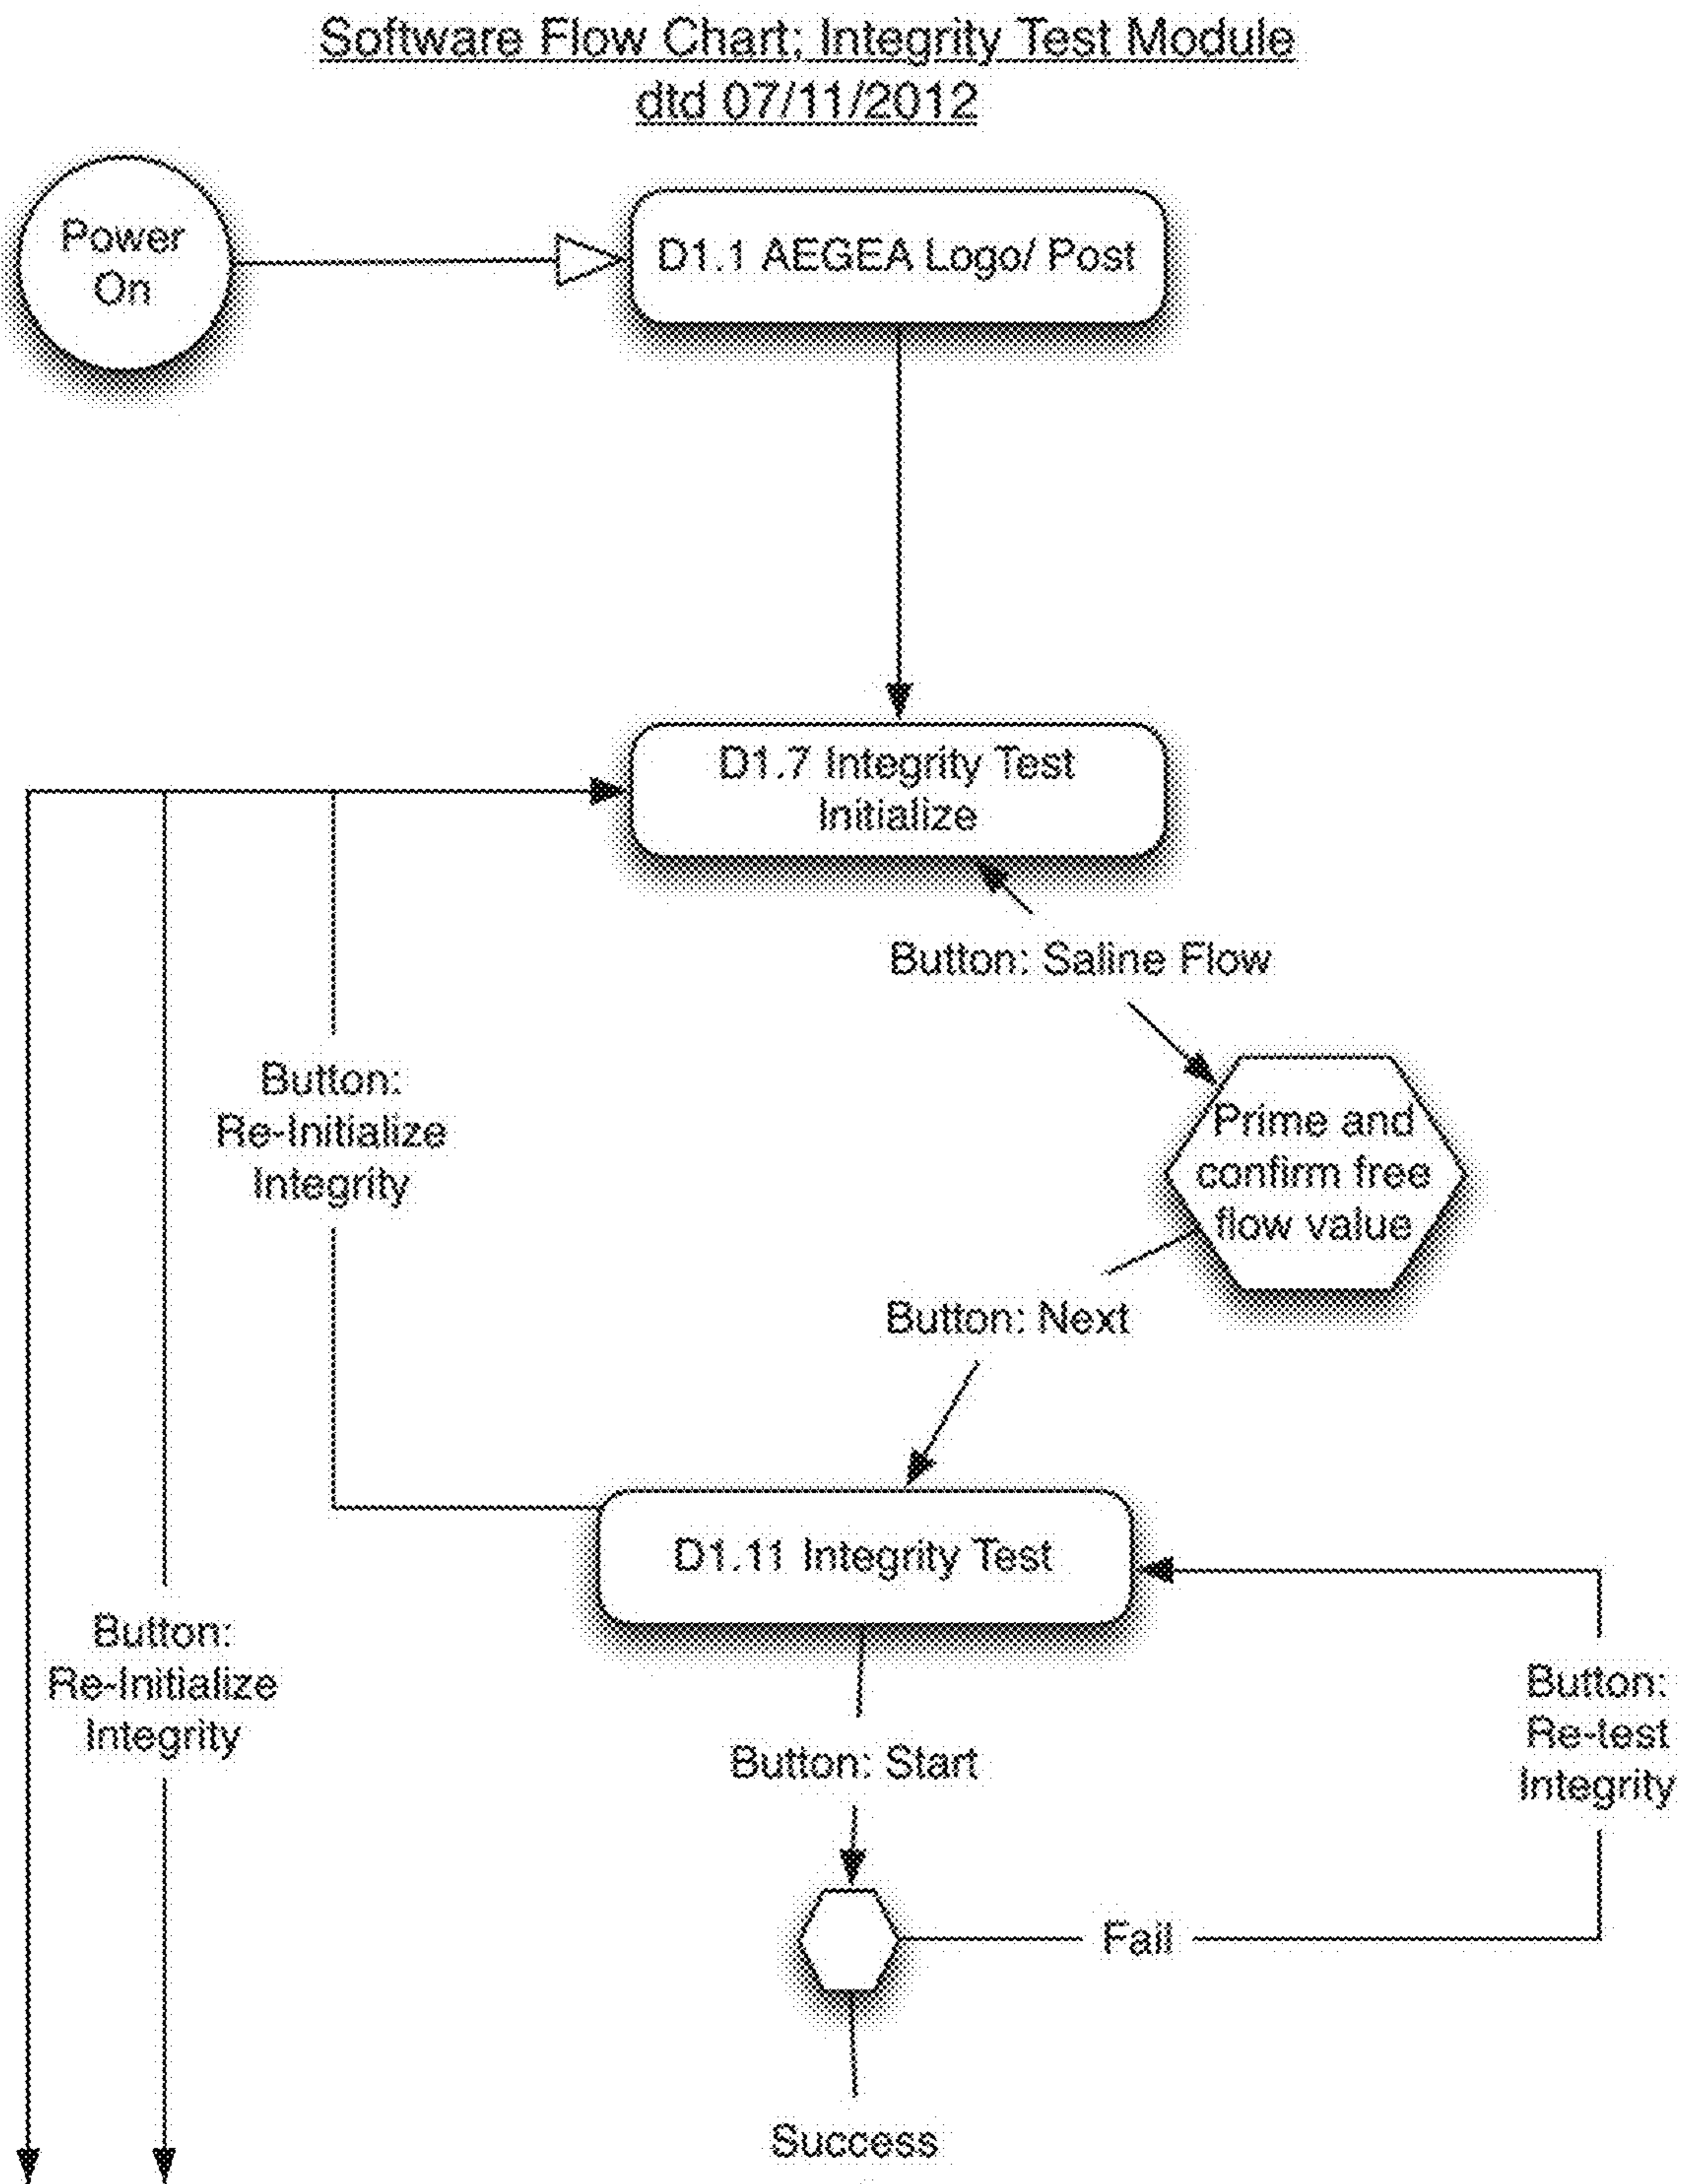 Software Flow Chart; Integrity Test Module
dtd 07/11/2012
Power
On
D1.1 AEGEA Logo/ Post
D1.7 Integrity Test
Initialize
Button: Saline Flow
Button:
Re-Initialize
Integrity
Prime and
confirm free
flow value
Button: Next
D1.11 Integrity Test
Button:
Re-Initialize
Integrity
Button: Start
Button:
Re-test
Integrity
Fail
Success